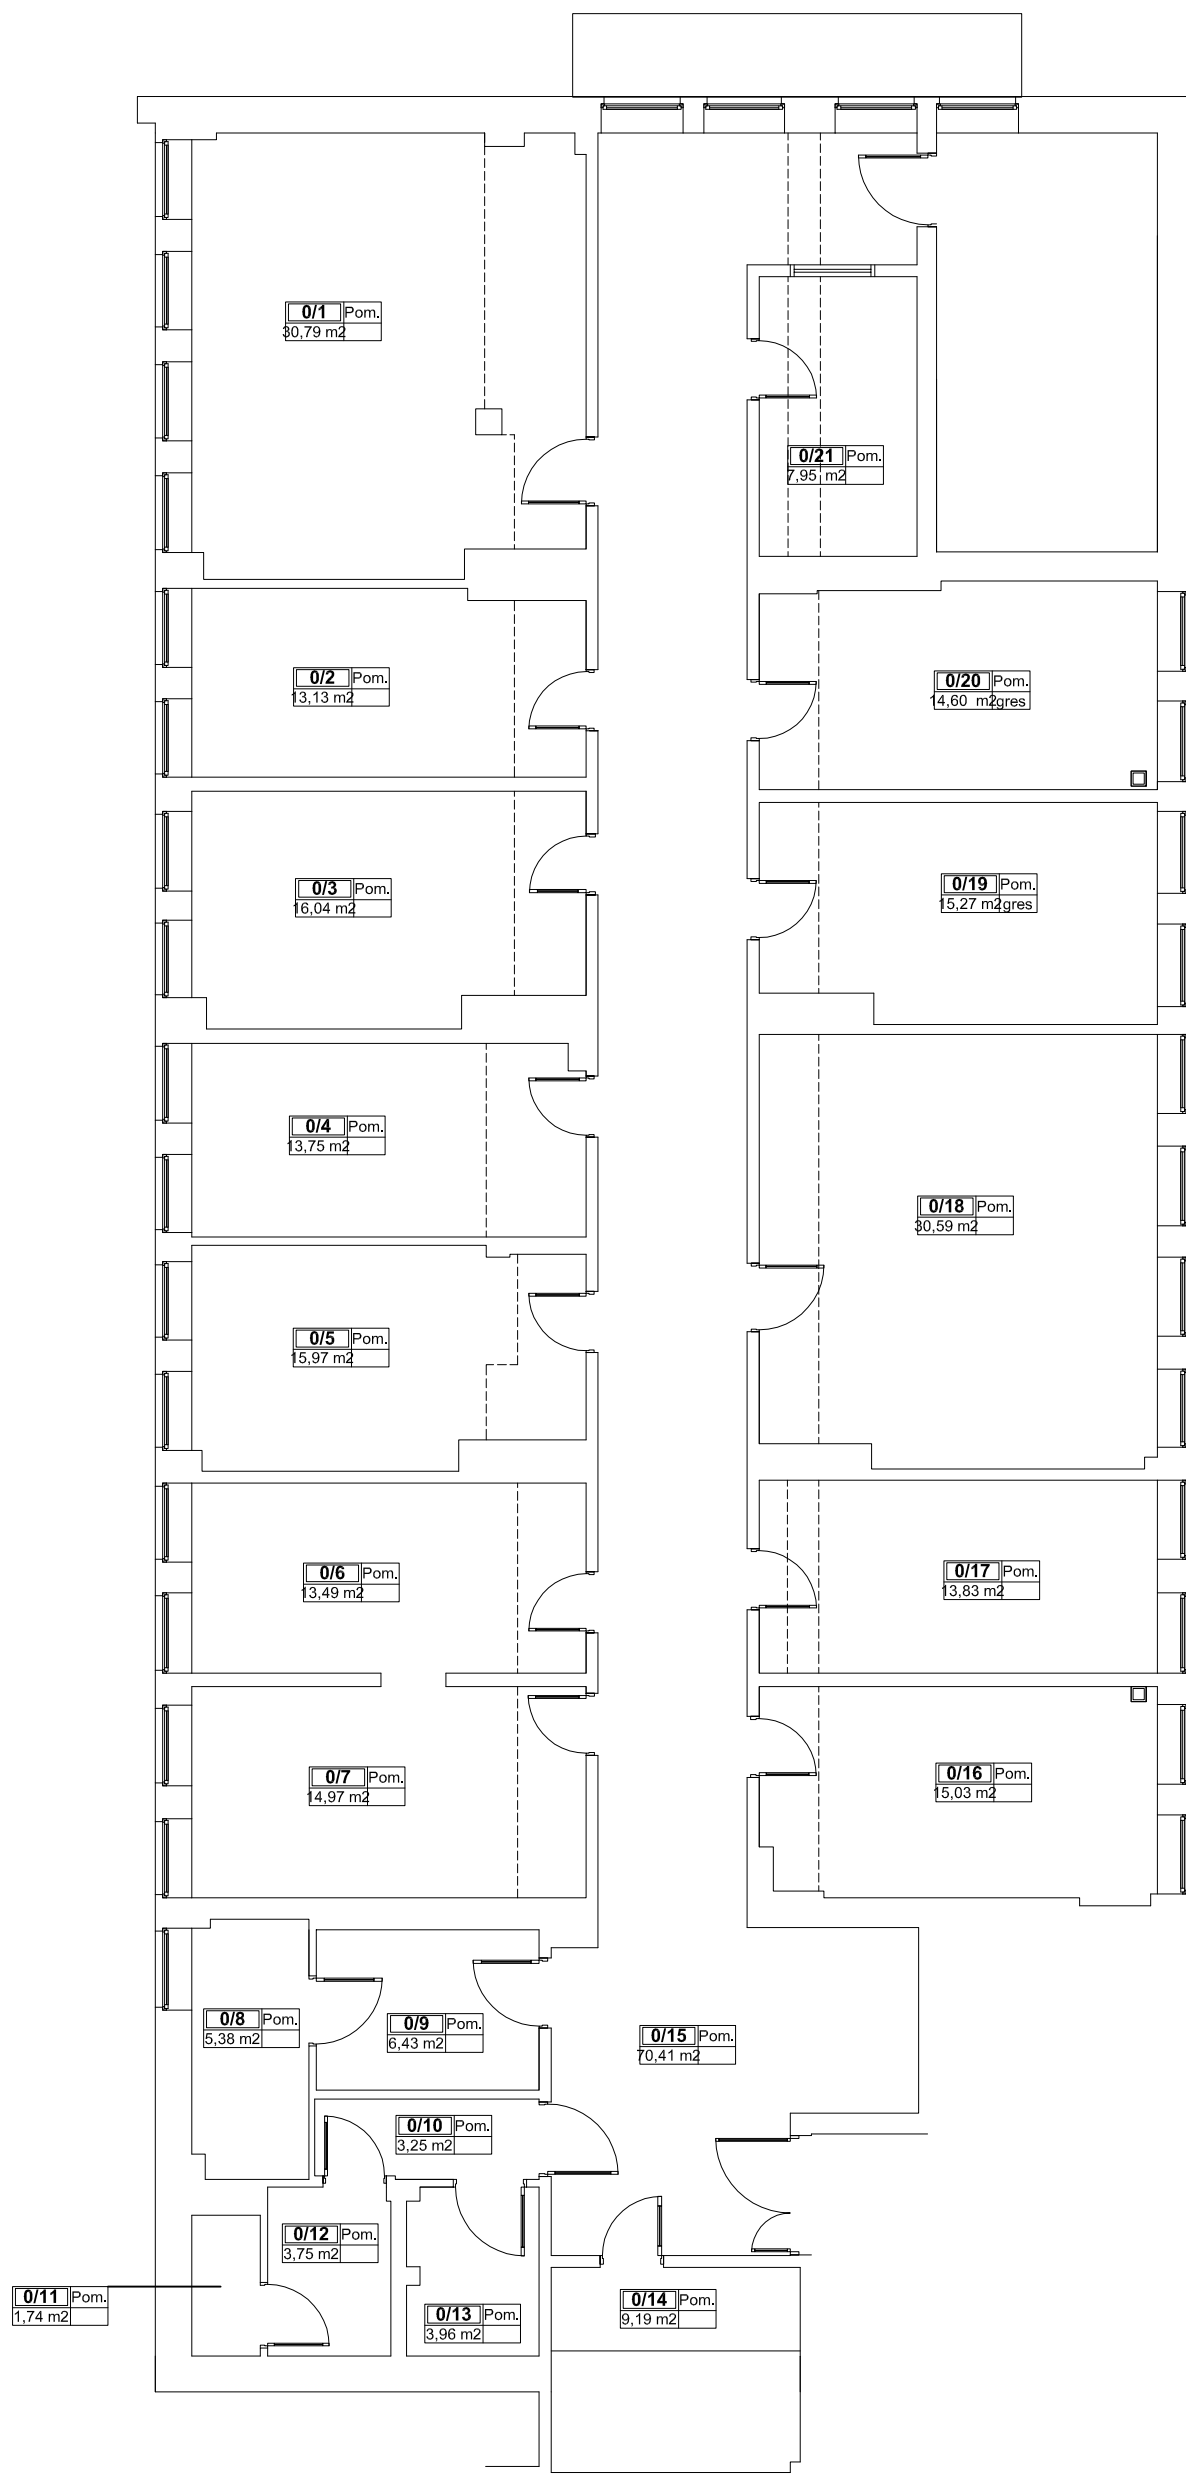 0/1 Pom.
30,79 m2
0/21 Pom.
7,95 m2
0/2 Pom.
13,13 m2
0/20 Pom.
14,60 m2 gres
0/3 Pom.
16,04 m2
0/19 Pom.
15,27 m2 gres
0/4 Pom.
13,75 m2
0/18 Pom.
30,59 m2
0/5 Pom.
15,97 m2
0/6 Pom.
13,49 m2
0/17 Pom.
13,83 m2
0/7 Pom.
14,97 m2
0/16 Pom.
15,03 m2
0/8 Pom.
5,38 m2
0/9 Pom.
6,43 m2
0/15 Pom.
70,41 m2
0/10 Pom.
3,25 m2
0/12 Pom.
3,75 m2
0/11 Pom.
1,74 m2
0/13 Pom.
3,96 m2
0/14 Pom.
9,19 m2